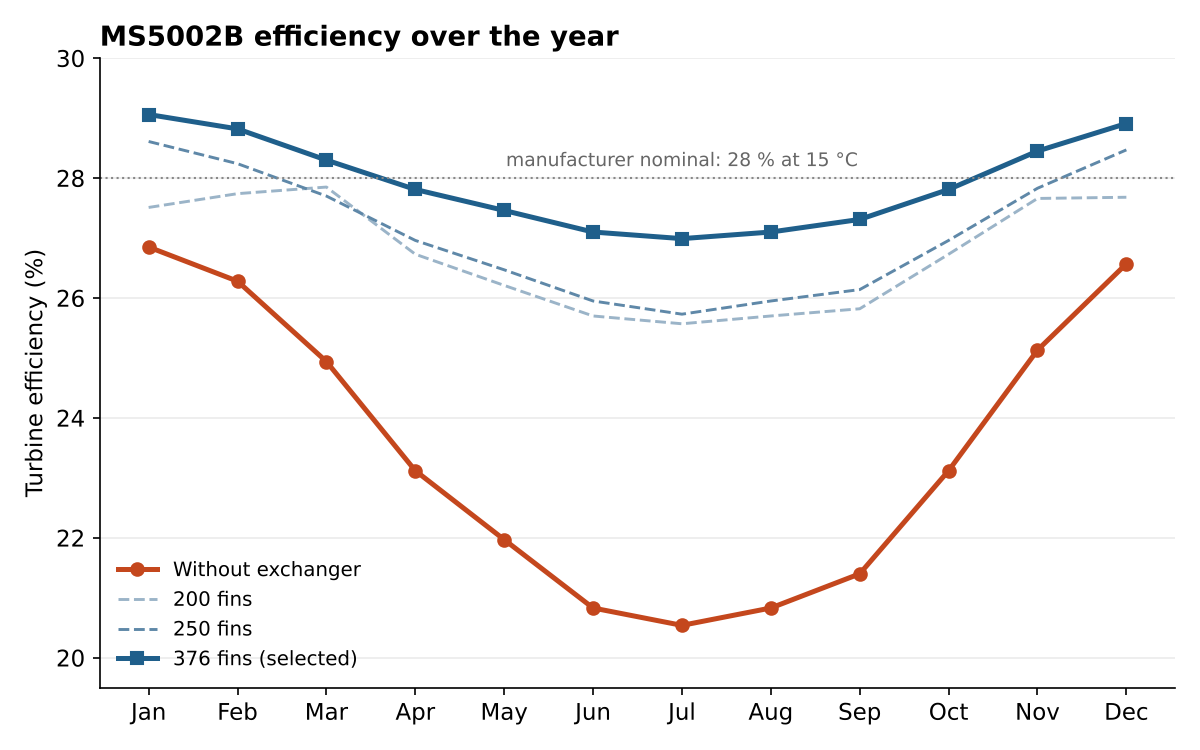 MS5002B efficiency over the year
30
28
26
24
22
20
Turbine efficiency (%)
manufacturer nominal: 28 % at 15 °C
Without exchanger
200 fins
250 fins
376 fins (selected)
Jan Feb Mar Apr May Jun Jul Aug Sep Oct Nov Dec